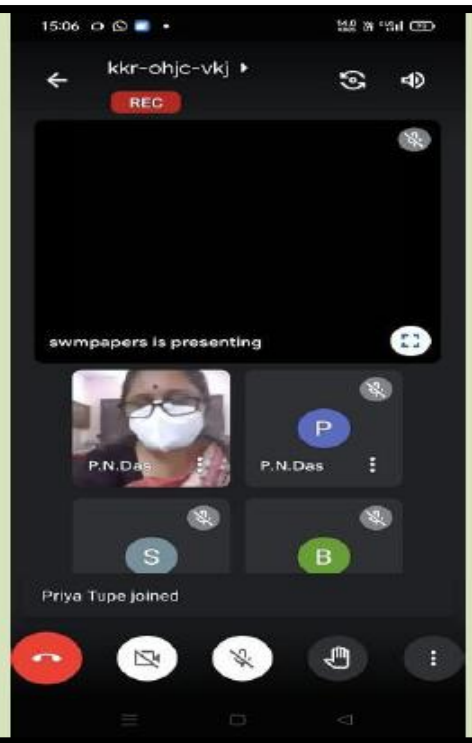 15:06
kkr-ohjc-vkj
REC
swmpapers is presenting
P.N.Das
P
P.N.Das
S
B
Priya Tupe joined